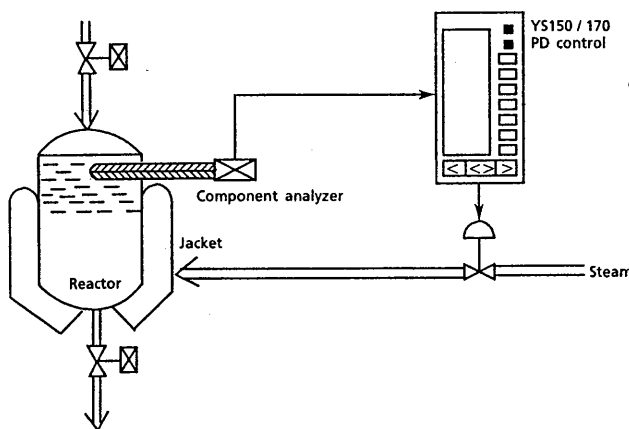 YS150 / 170
PD control
Component analyzer
Jacket
Reactor
Steam
< <> >